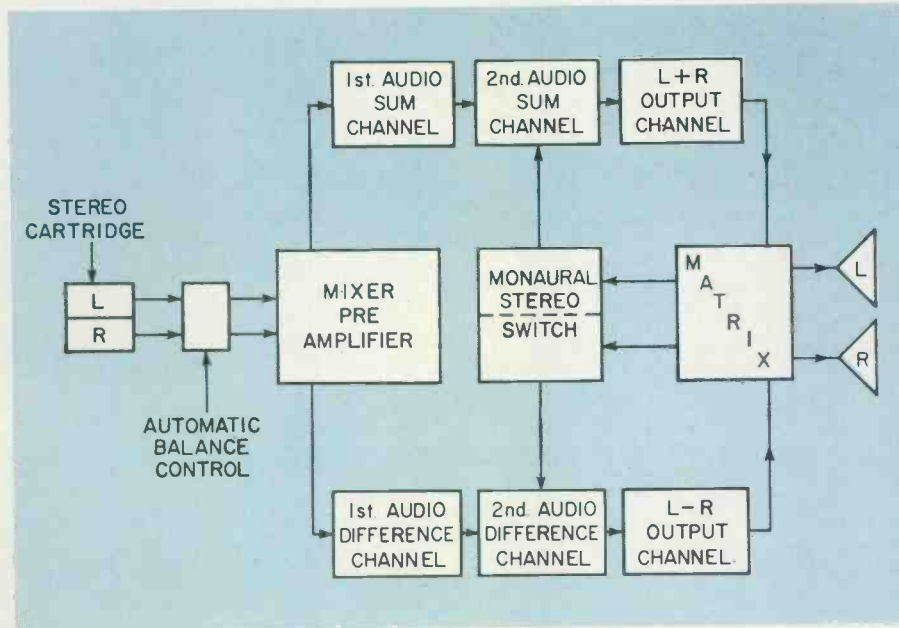 1st. AUDIO
SUM
CHANNEL
2nd. AUDIO
SUM
CHANNEL
L+R
OUTPUT
CHANNEL
STEREO
CARTRIDGE
L
R
AUTOMATIC
BALANCE
CONTROL
MIXER
PRE
AMPLIFIER
MONAURAL
STEREO
SWITCH
MATRIX
L
R
1st. AUDIO
DIFFERENCE
CHANNEL
2nd. AUDIO
DIFFERENCE
CHANNEL
L-R
OUTPUT
CHANNEL